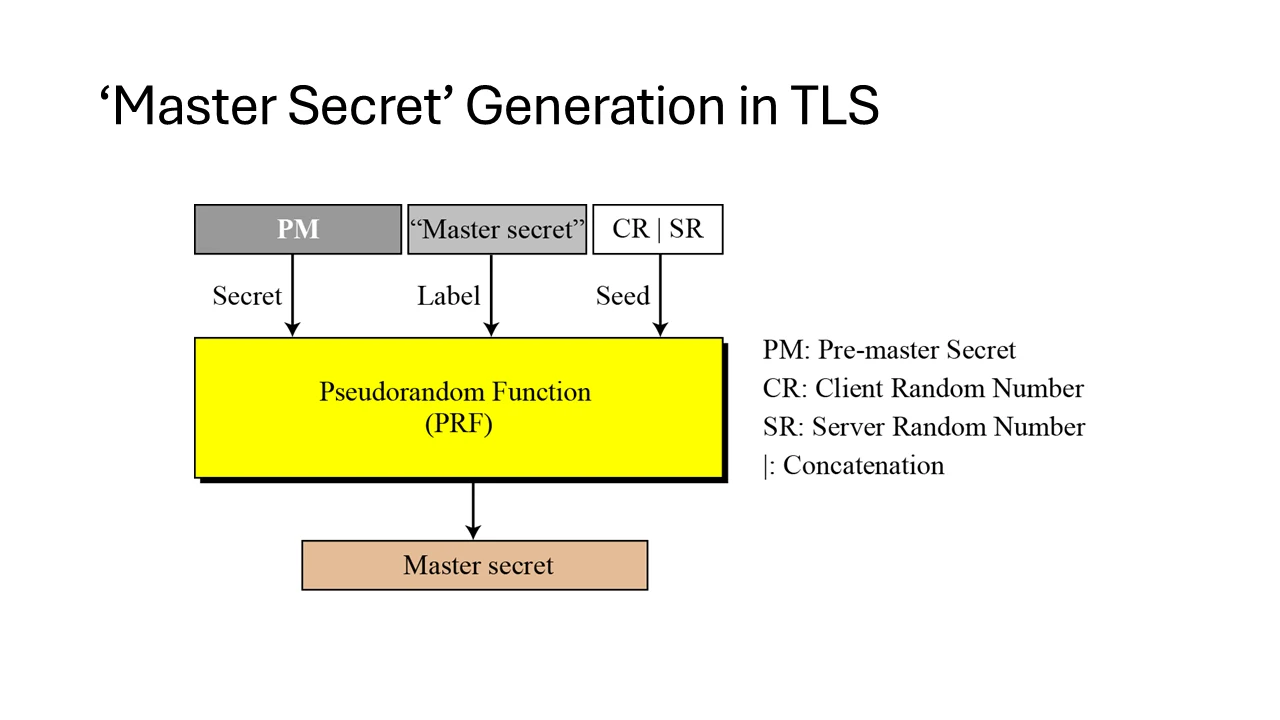 ‘Master Secret’ Generation in TLS
PM
“Master secret”
CR | SR
Secret
Label
Seed
Pseudorandom Function
(PRF)
PM: Pre-master Secret
CR: Client Random Number
SR: Server Random Number
|: Concatenation
Master secret